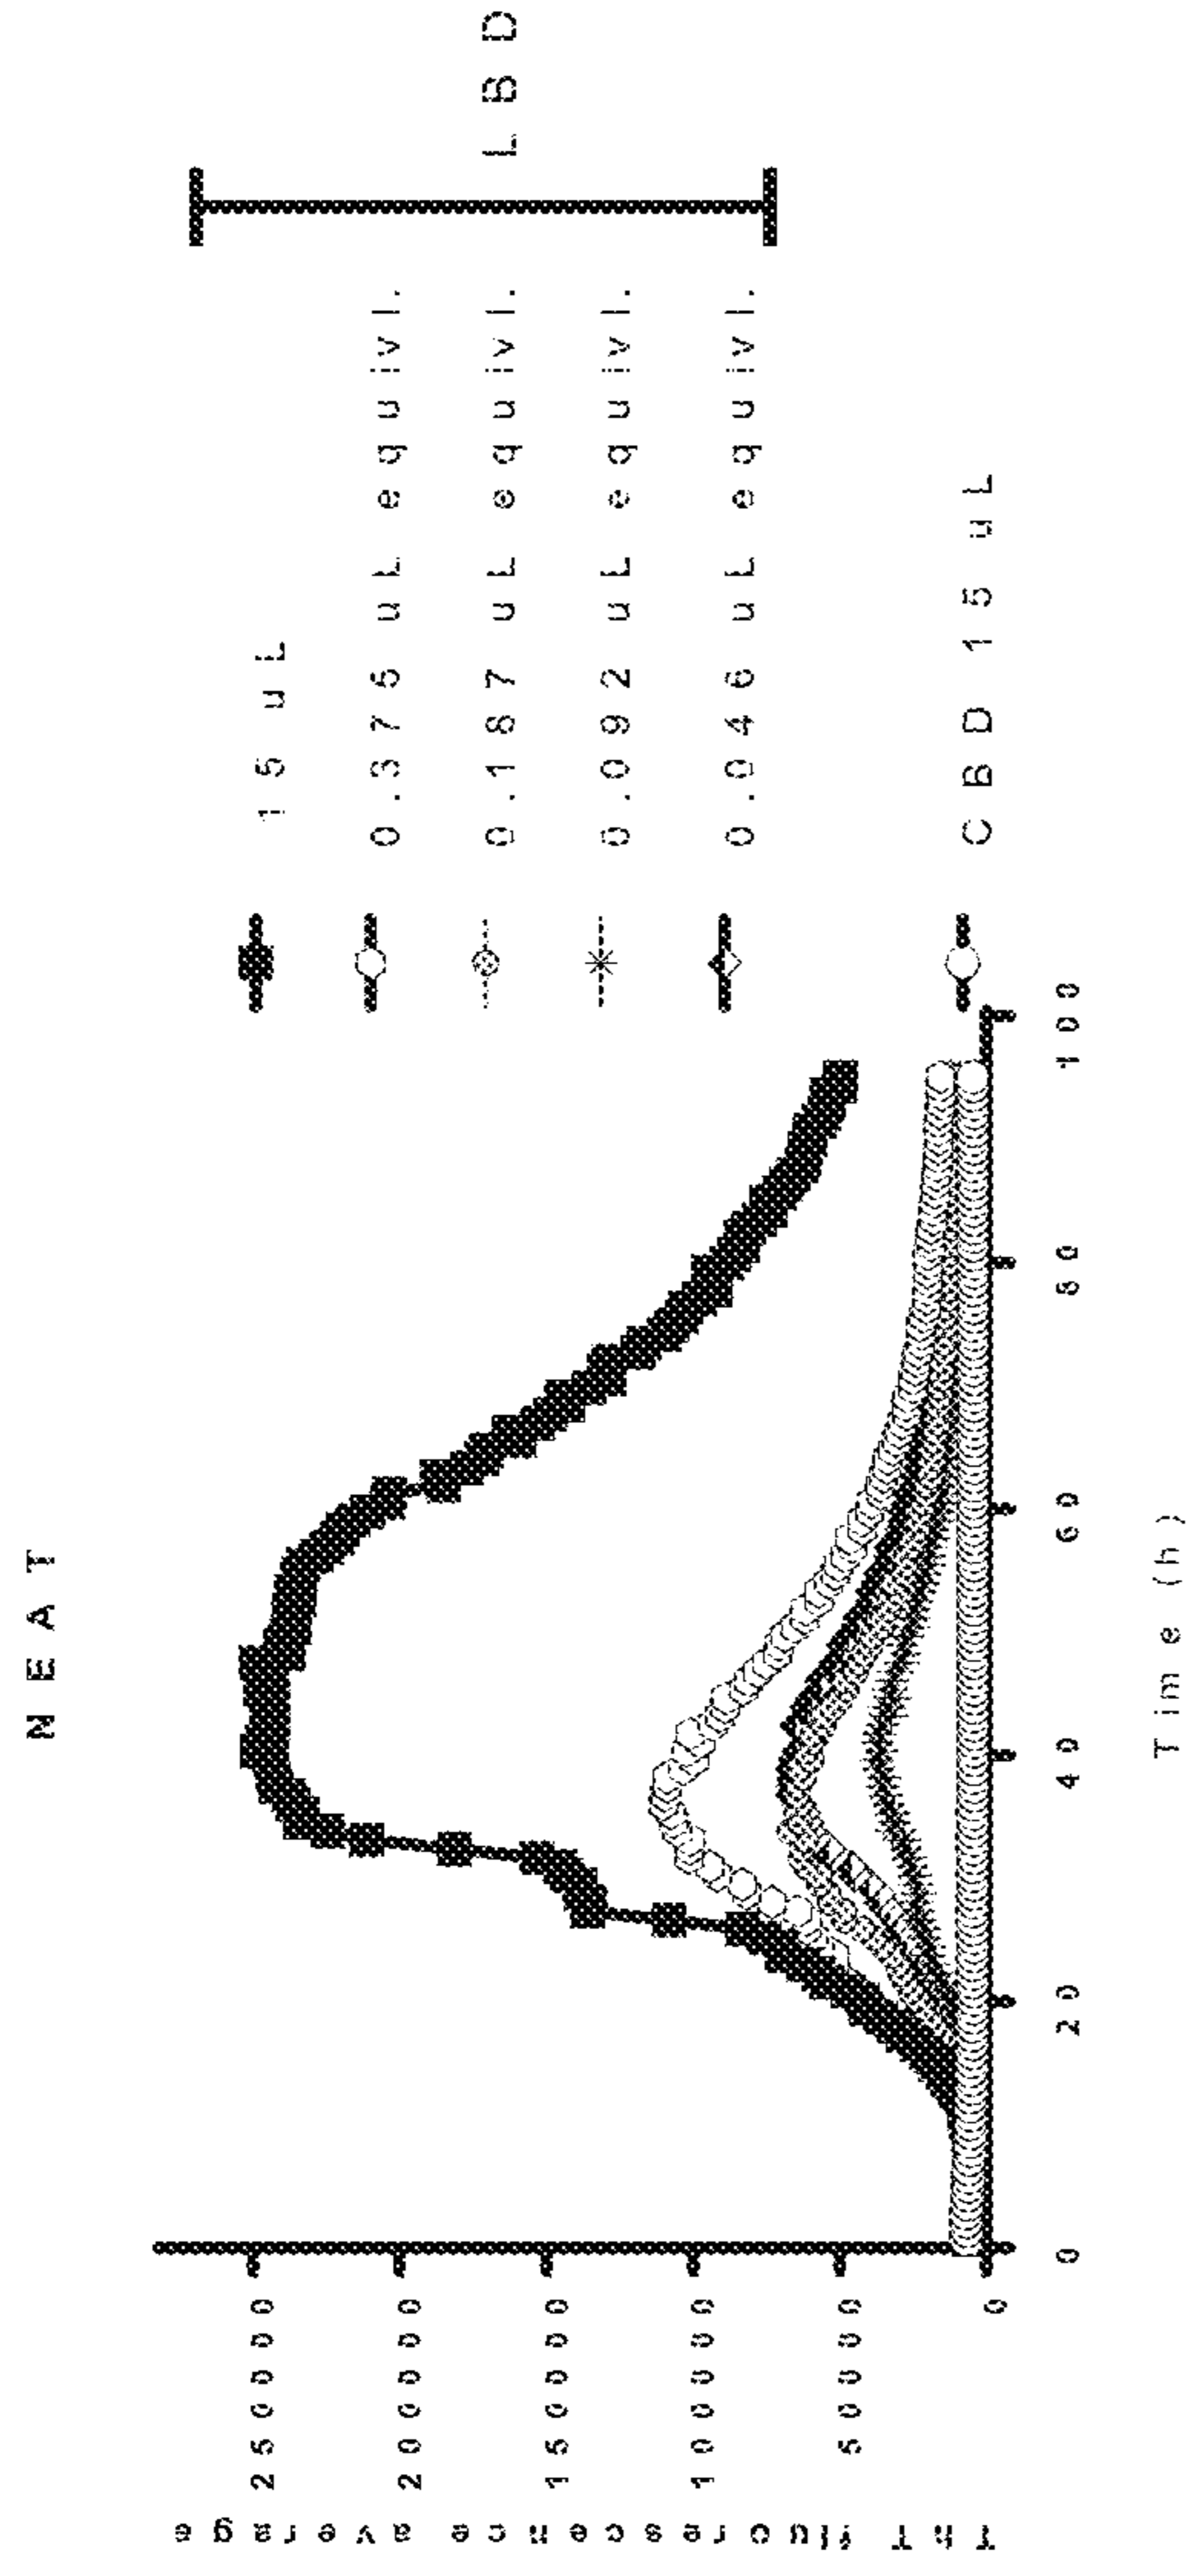 NEAT
ThT flucrescence average
250000
200000
150000
100000
50000
0
0
20
40
60
80
100
Time (h)
15 uL
0.375 uL equivl.
0.187 uL equivl.
0.092 uL equivl.
0.046 uL equivl.
LBD
CBD 15 uL